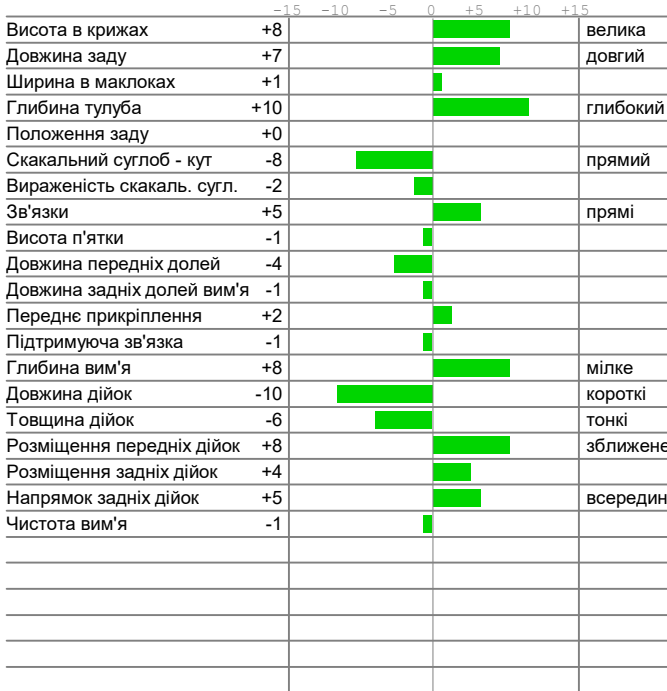 -15 -10 -5 0 +5 +10 +15
Висота в крижах +8 велика
Довжина заду +7 довгий
Ширина в маклоках +1
Глибина тулуба +10 глибокий
Положення заду +0
Скакальний суглоб - кут -8 прямий
Вираженість скакаль. сугл. -2
Зв'язки +5 прямі
Висота п'ятки -1
Довжина передніх долей -4
Довжина задніх долей вим'я -1
Переднє прикріплення +2
Підтримуюча зв'язка -1
Глибина вим'я +8 мілке
Довжина дійок -10 короткі
Товщина дійок -6 тонкі
Розміщення передніх дійок +8 зближене
Розміщення задніх дійок +4
Напрямок задніх дійок +5 всередин
Чистота вим'я -1